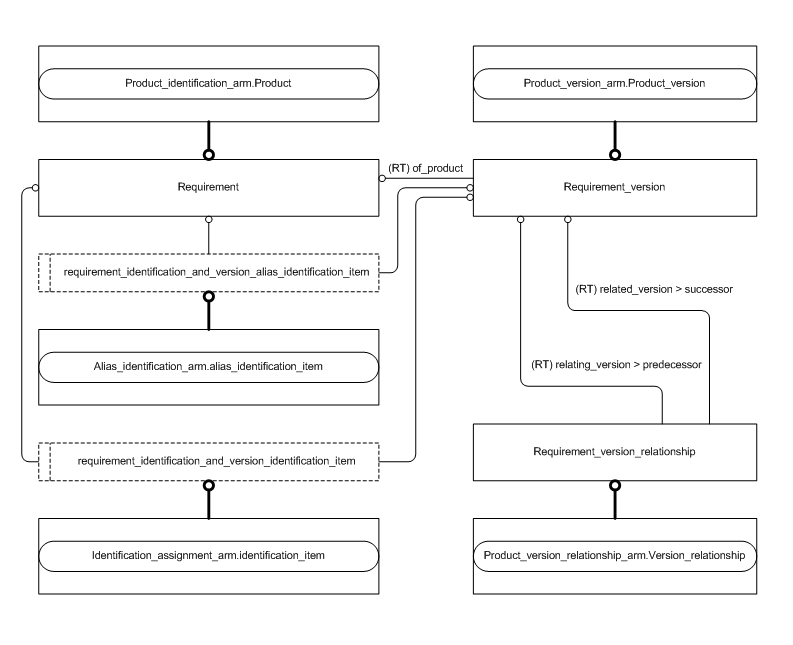 Product_identification_arm.Product
Product_version_arm.Product_version
(RT) of_product
Requirement
Requirement_version
requirement_identification_and_version_alias_identification_item
(RT) related_version > successor
(RT) relating_version > predecessor
Alias_identification_arm.alias_identification_item
requirement_identification_and_version_identification_item
Requirement_version_relationship
Identification_assignment_arm.identification_item
Product_version_relationship_arm.Version_relationship